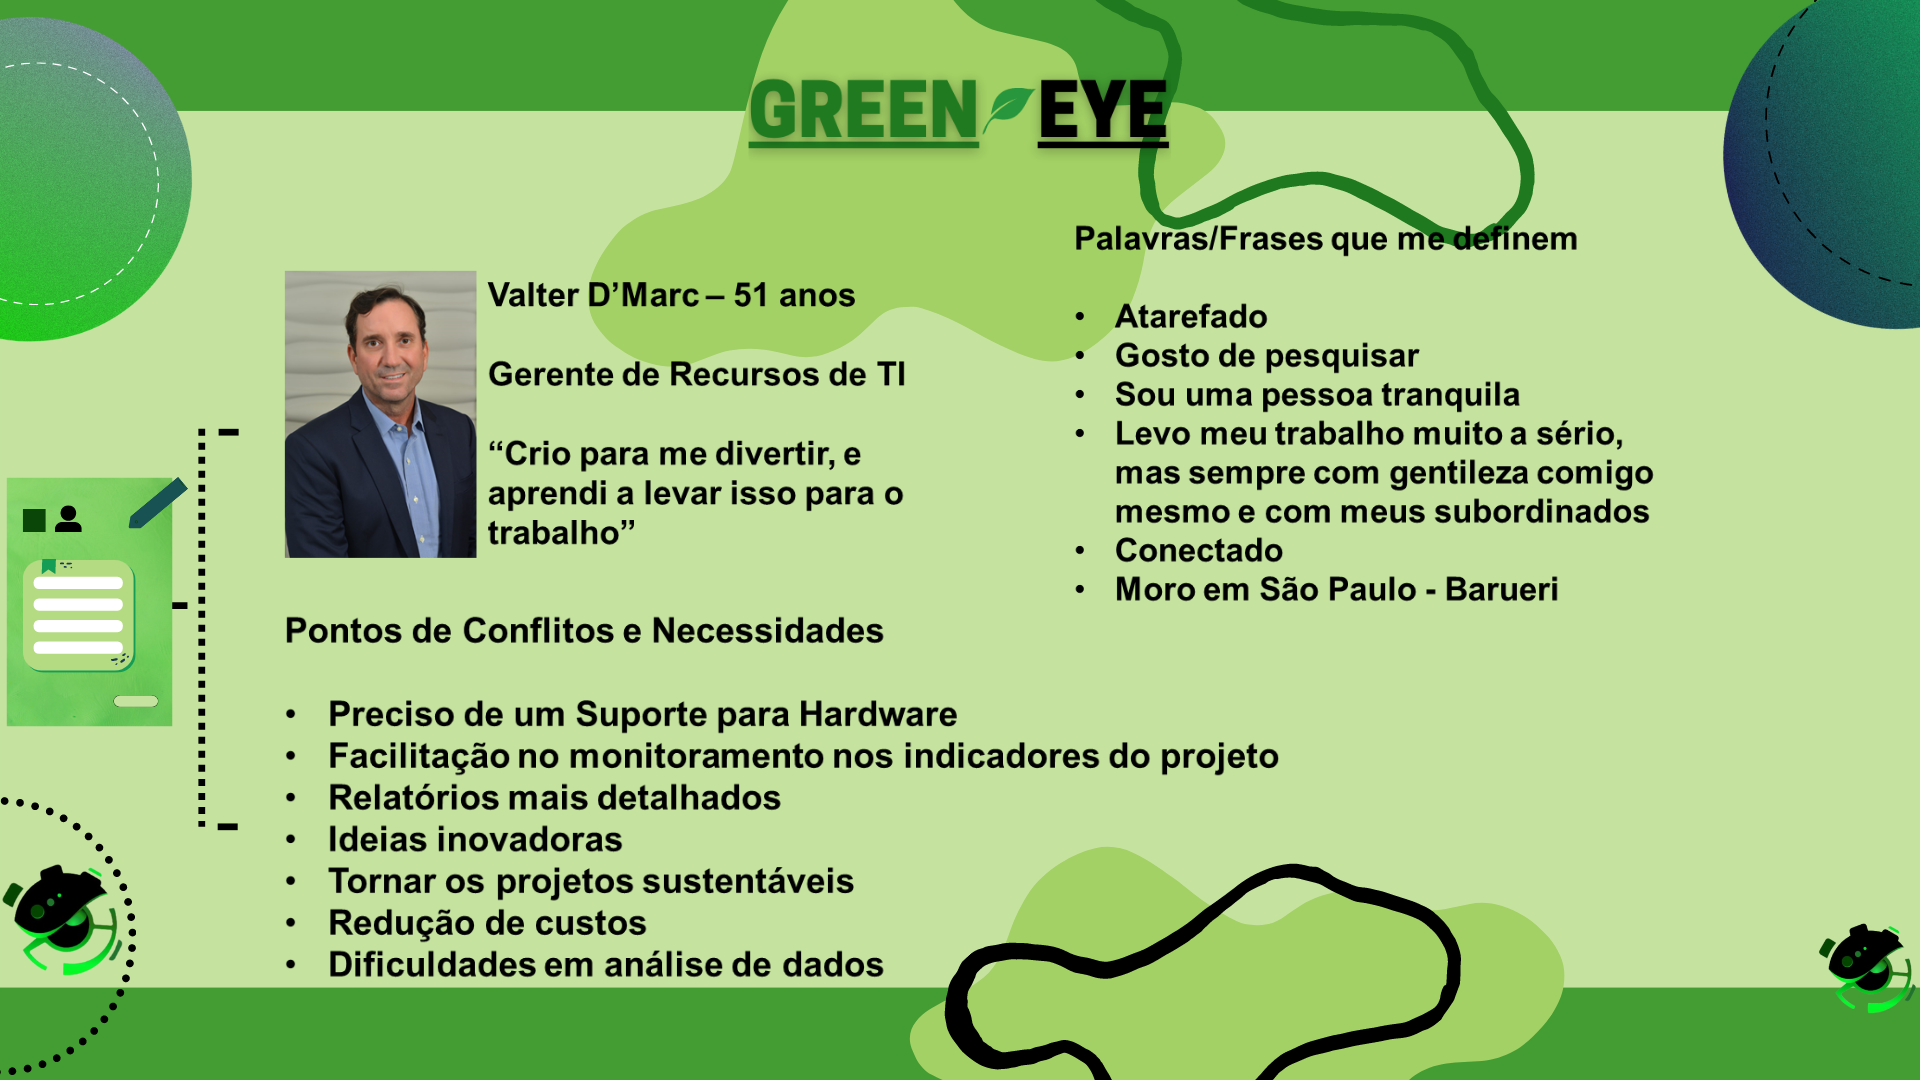 GREEN EYE
Valter D’Marc – 51 anos
Gerente de Recursos de TI
“Crio para me divertir, e
aprendi a levar isso para o
trabalho”
Palavras/Frases que me definem
• Atarefado
• Gosto de pesquisar
• Sou uma pessoa tranquila
• Levo meu trabalho muito a sério,
mas sempre com gentileza comigo
mesmo e com meus subordinados
• Conectado
• Moro em São Paulo - Barueri
Pontos de Conflitos e Necessidades
• Preciso de um Suporte para Hardware
• Facilitação no monitoramento nos indicadores do projeto
• Relatórios mais detalhados
• Ideias inovadoras
• Tornar os projetos sustentáveis
• Redução de custos
• Dificuldades em análise de dados